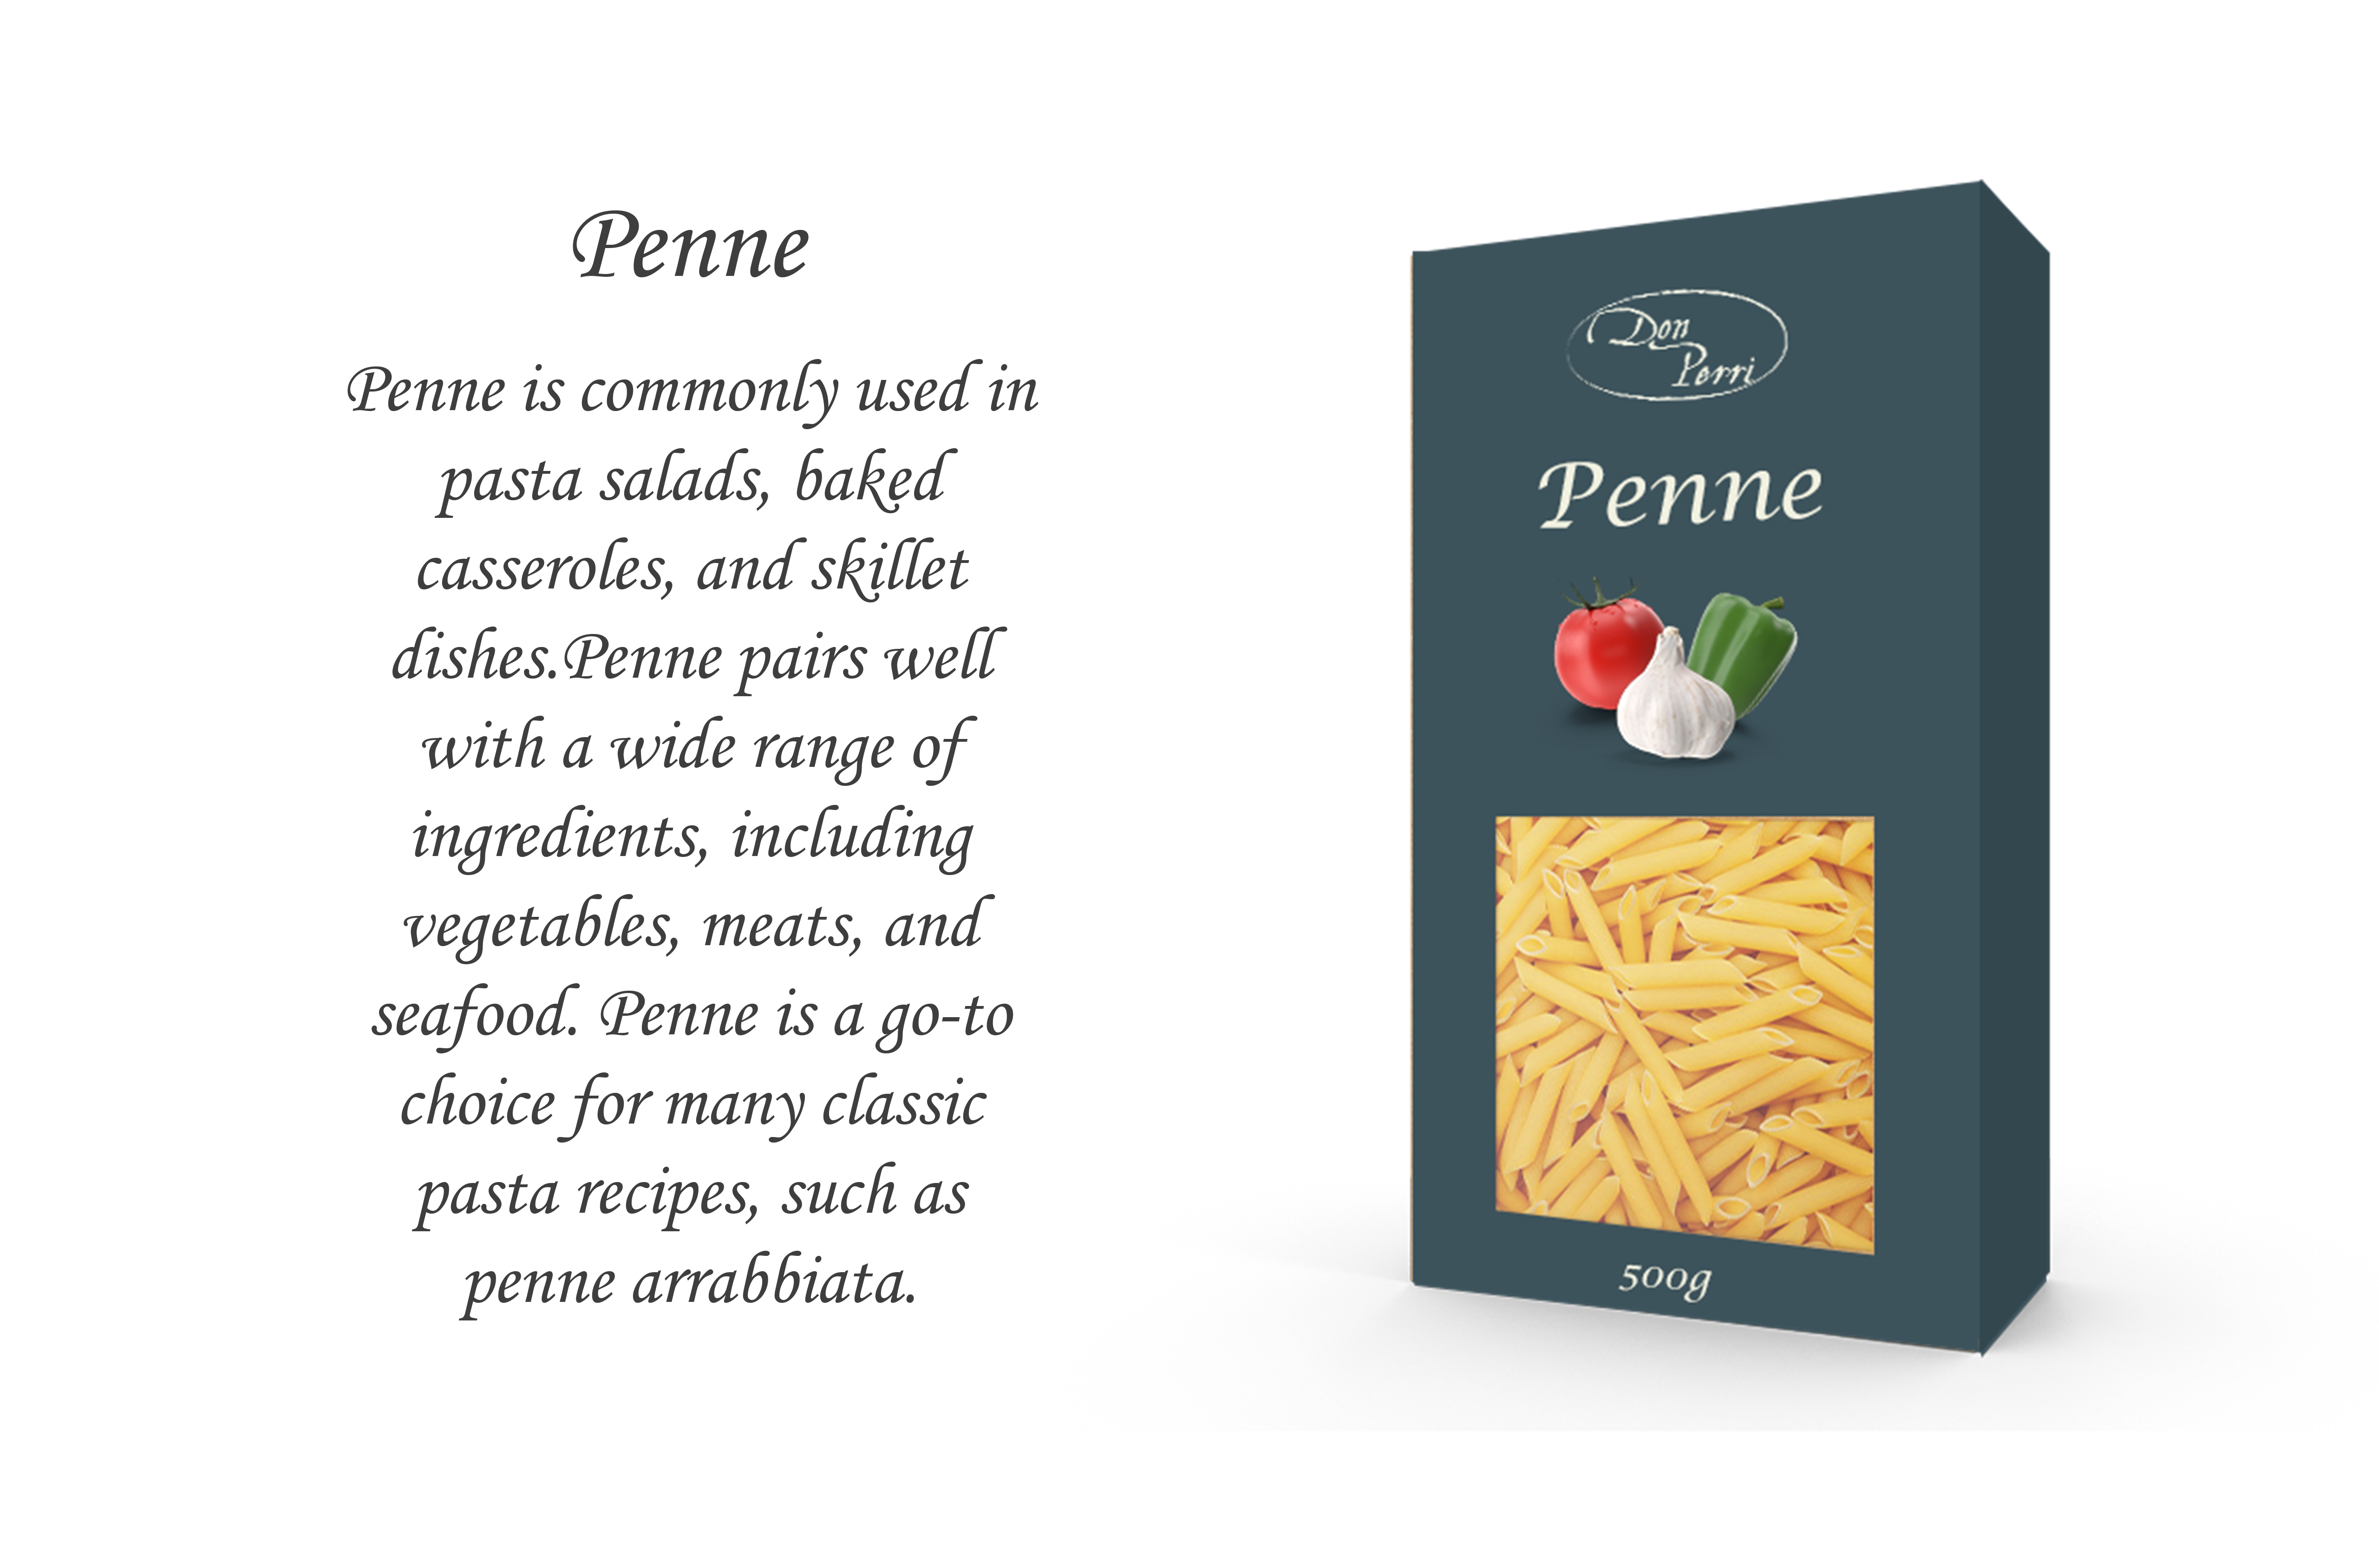 Penne
Penne is commonly used in
pasta salads, baked
casseroles, and skillet
dishes.Penne pairs well
with a wide range of
ingredients, including
vegetables, meats, and
seafood. Penne is a go-to
choice for many classic
pasta recipes, such as
penne arrabbiata.
Don
Perri
Penne
500g